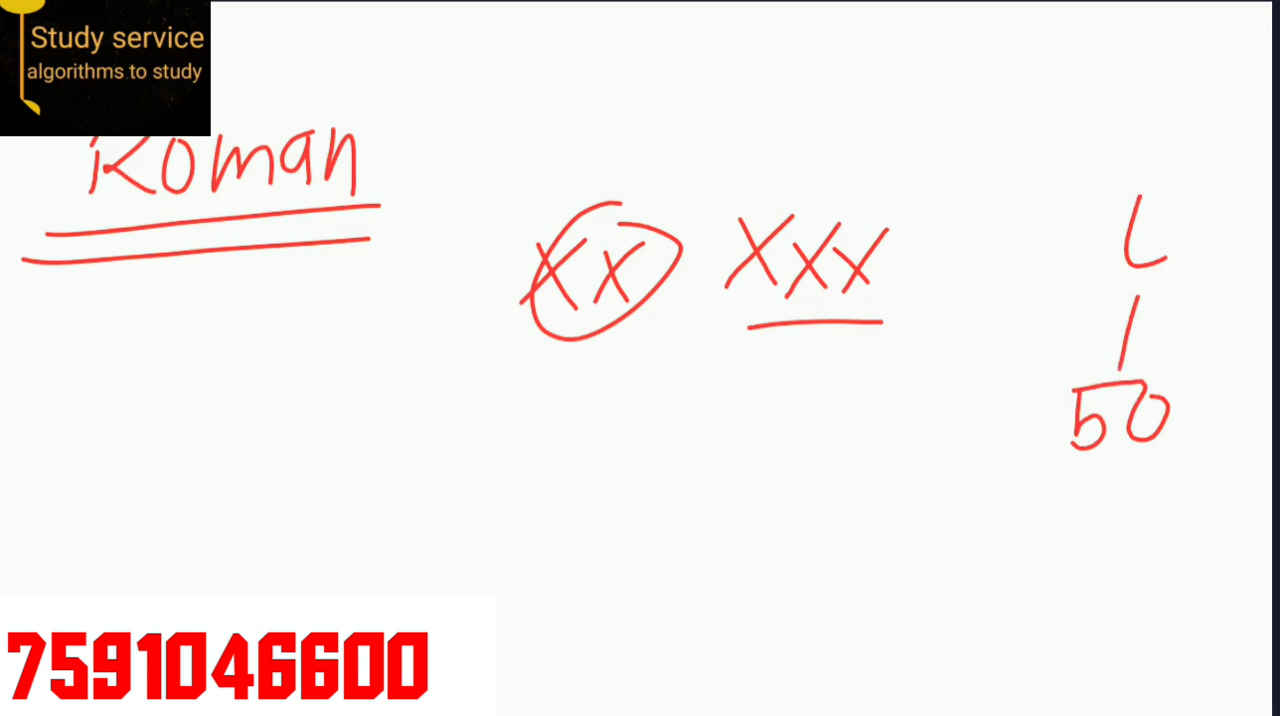 Study service
algorithms to study
Roman
XX XXX L
50
7591046600